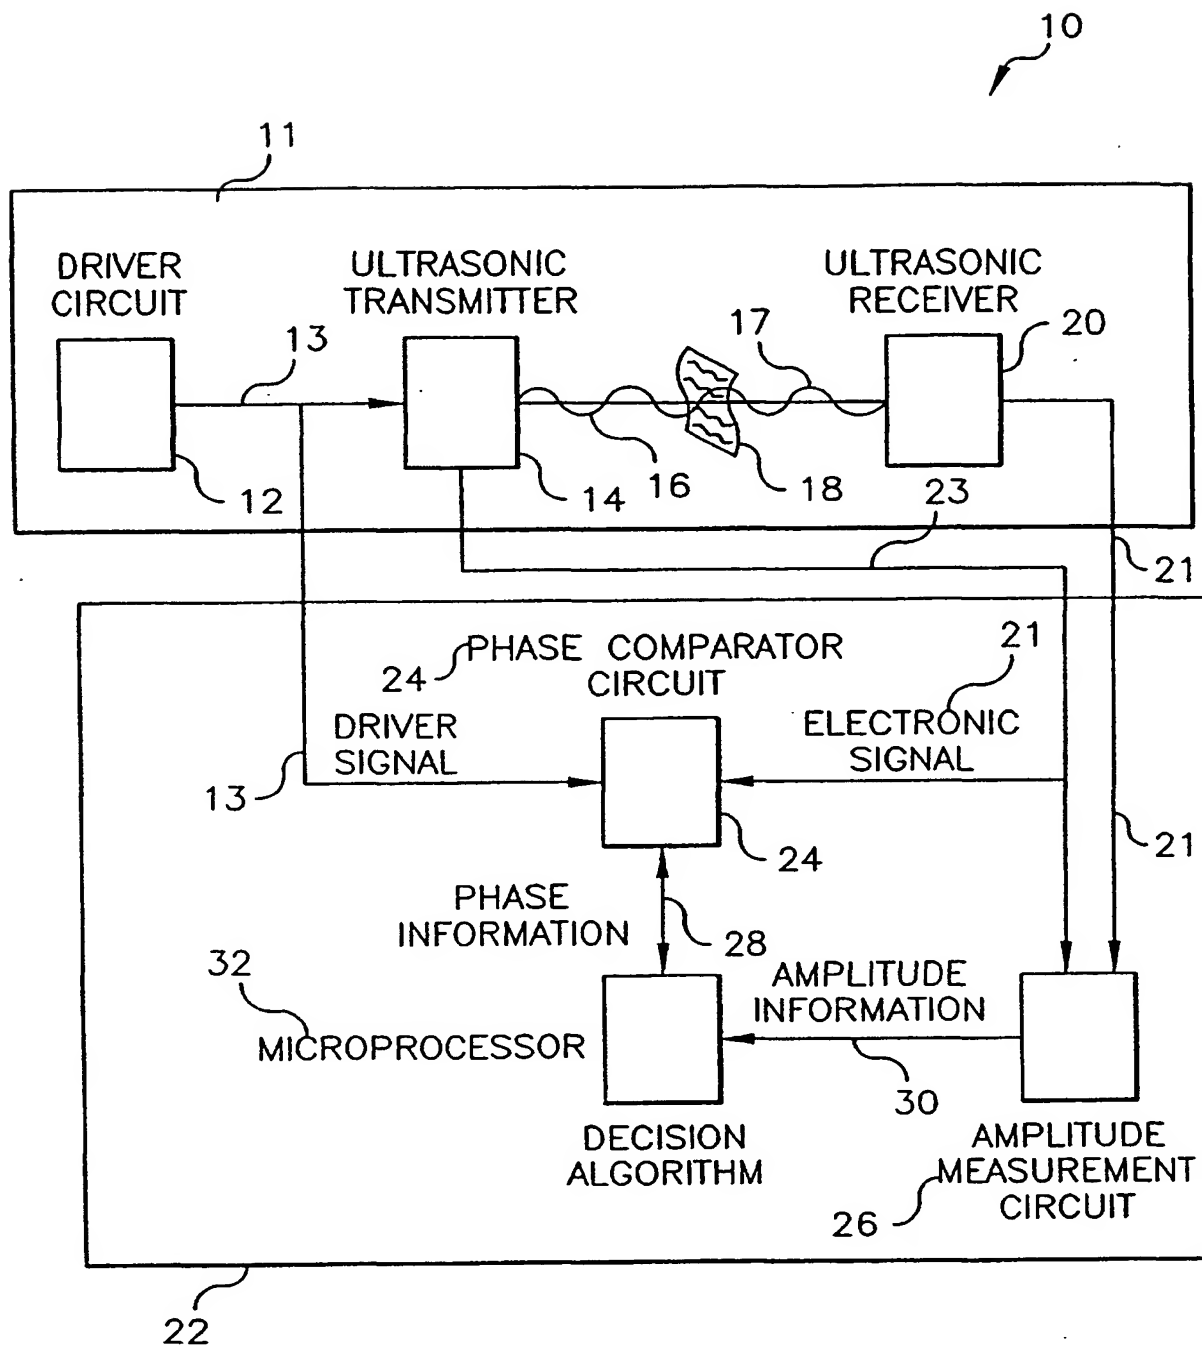 10
11
DRIVER
CIRCUIT
ULTRASONIC
TRANSMITTER
ULTRASONIC
RECEIVER
13
17
20
12
14
16
18
23
21
24
PHASE COMPARATOR
CIRCUIT
21
DRIVER
SIGNAL
ELECTRONIC
SIGNAL
13
24
21
PHASE
INFORMATION
28
32
MICROPROCESSOR
AMPLITUDE
INFORMATION
30
DECISION
ALGORITHM
AMPLITUDE
MEASUREMENT
CIRCUIT
26
22